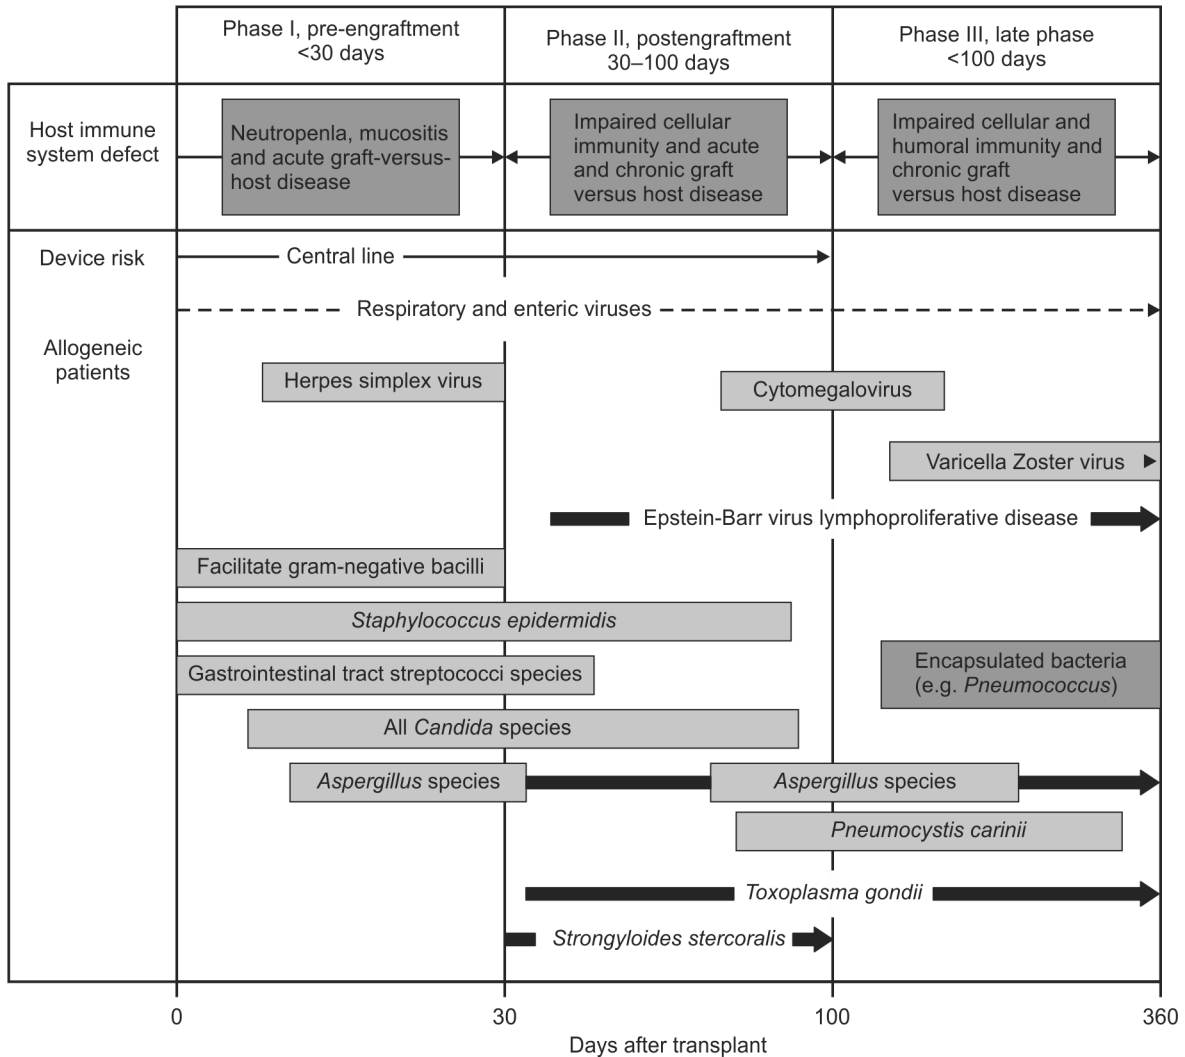 Phase I, pre-engraftment
<30 days
Phase II, postengraftment
30–100 days
Phase III, late phase
<100 days
Host immune
system defect
Neutropenla, mucositis
and acute graft-versus-
host disease
Impaired cellular
immunity and acute
and chronic graft
versus host disease
Impaired cellular and
humoral immunity and
chronic graft
versus host disease
Device risk
Central line
Respiratory and enteric viruses
Allogeneic
patients
Herpes simplex virus
Cytomegalovirus
Varicella Zoster virus
Epstein-Barr virus lymphoproliferative disease
Facilitate gram-negative bacilli
Staphylococcus epidermidis
Gastrointestinal tract streptococci species
Encapsulated bacteria
(e.g. Pneumococcus)
All Candida species
Aspergillus species
Aspergillus species
Pneumocystis carinii
Toxoplasma gondii
Strongyloides stercoralis
0
30
100
360
Days after transplant